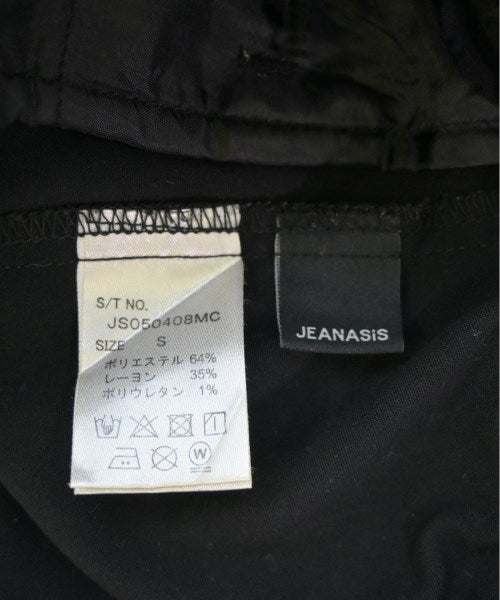 S/T NO.
JS050408MC
SIZE S
ポリエステル 64%
レーヨン 35%
ポリウレタン 1%
W
JEANASiS